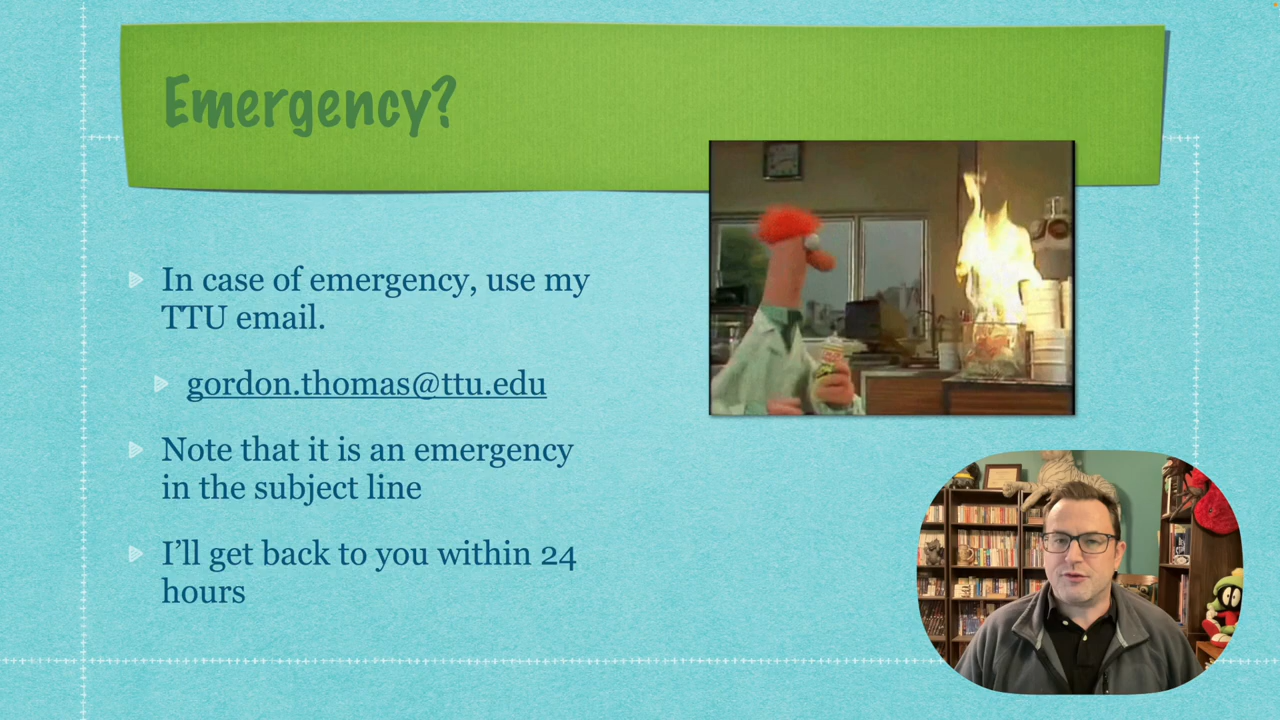 Emergency?
In case of emergency, use my
TTU email.
gordon.thomas@ttu.edu
Note that it is an emergency
in the subject line
I’ll get back to you within 24
hours